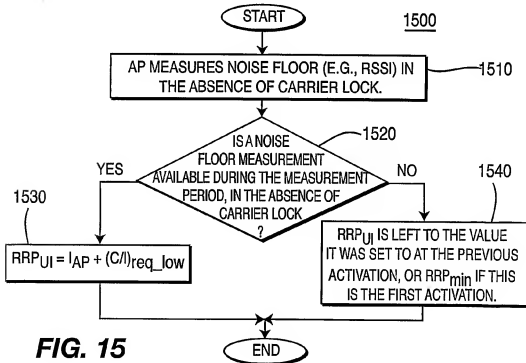 START
1500
AP MEASURES NOISE FLOOR (E.G., RSSI) IN
THE ABSENCE OF CARRIER LOCK.
1510
IS A NOISE
FLOOR MEASUREMENT
AVAILABLE DURING THE MEASUREMENT
PERIOD, IN THE ABSENCE OF
CARRIER LOCK
?
1520
YES
NO
1530
RRPUI = IAP + (C/I)req_low
1540
RRPUI IS LEFT TO THE VALUE
IT WAS SET TO AT THE PREVIOUS
ACTIVATION, OR RRPmin IF THIS
IS THE FIRST ACTIVATION.
FIG. 15
END